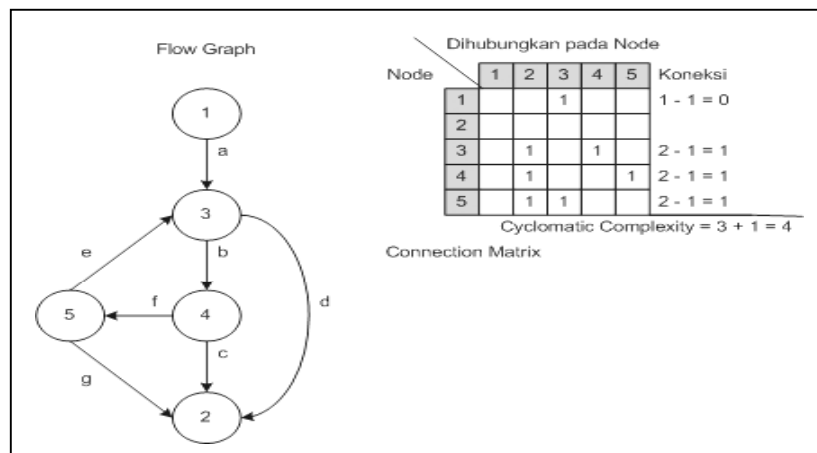 Flow Graph
1
a
3
e
b
5
f
4
d
c
g
2
Dihubungkan pada Node
Node 1 2 3 4 5 Koneksi
1 1 1 - 1 = 0
2
3 1 1 2 - 1 = 1
4 1 1 2 - 1 = 1
5 1 1 2 - 1 = 1
Cyclomatic Complexity = 3 + 1 = 4
Connection Matrix